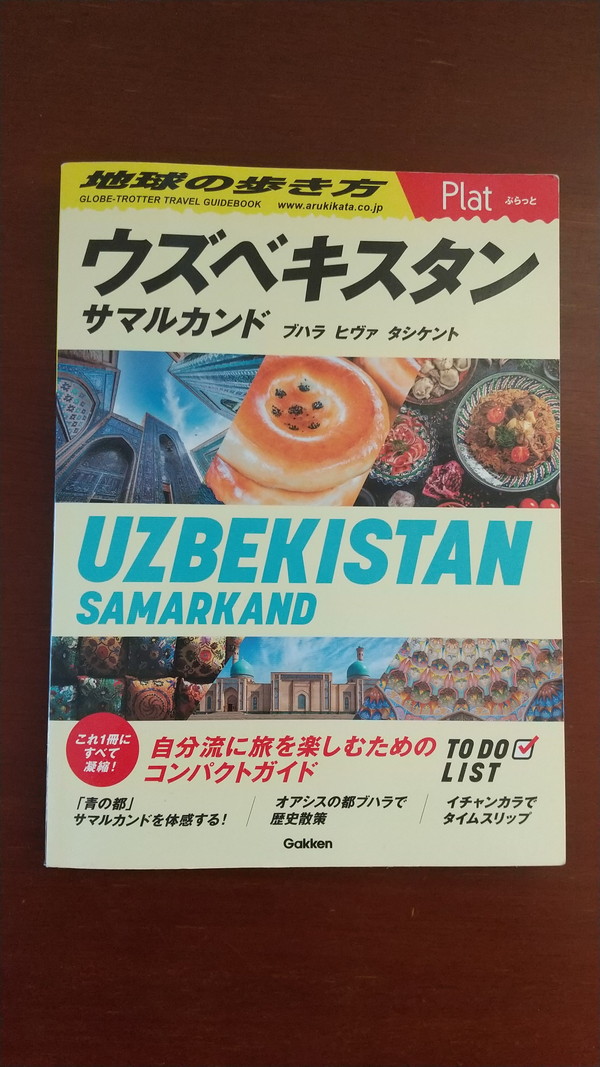 地球の歩き方
GLOBE-TROTTER TRAVEL GUIDEBOOK www.arukikata.co.jp
Plat ぷらっと
ウズベキスタン
サマルカンド ブハラ ヒヴァ タシケント
UZBEKISTAN
SAMARKAND
これ1冊に
すべて
凝縮!
自分流に旅を楽しむための
コンパクトガイド
TO DO
LIST
「青の都」
サマルカンドを体感する!
オアシスの都ブハラで
歴史散策
イチャンカラで
タイムスリップ
Gakken